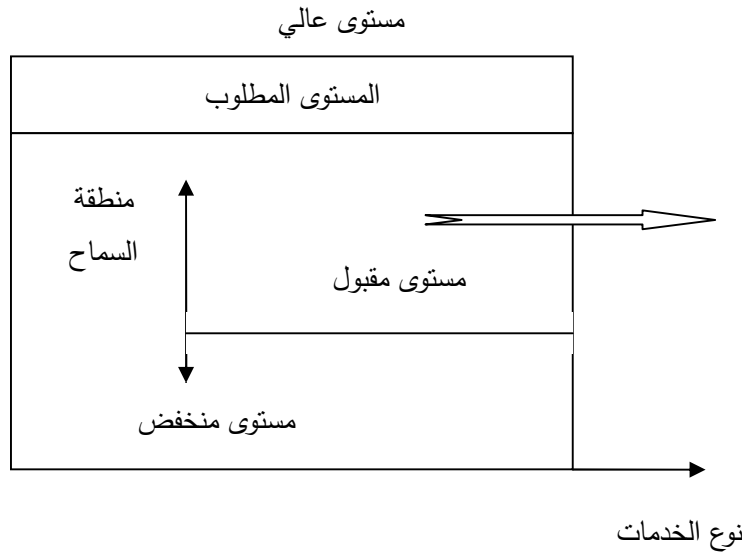 مستوى عالي
المستوى المطلوب
منطقة
السماح
مستوى مقبول
مستوى منخفض
نوع الخدمات